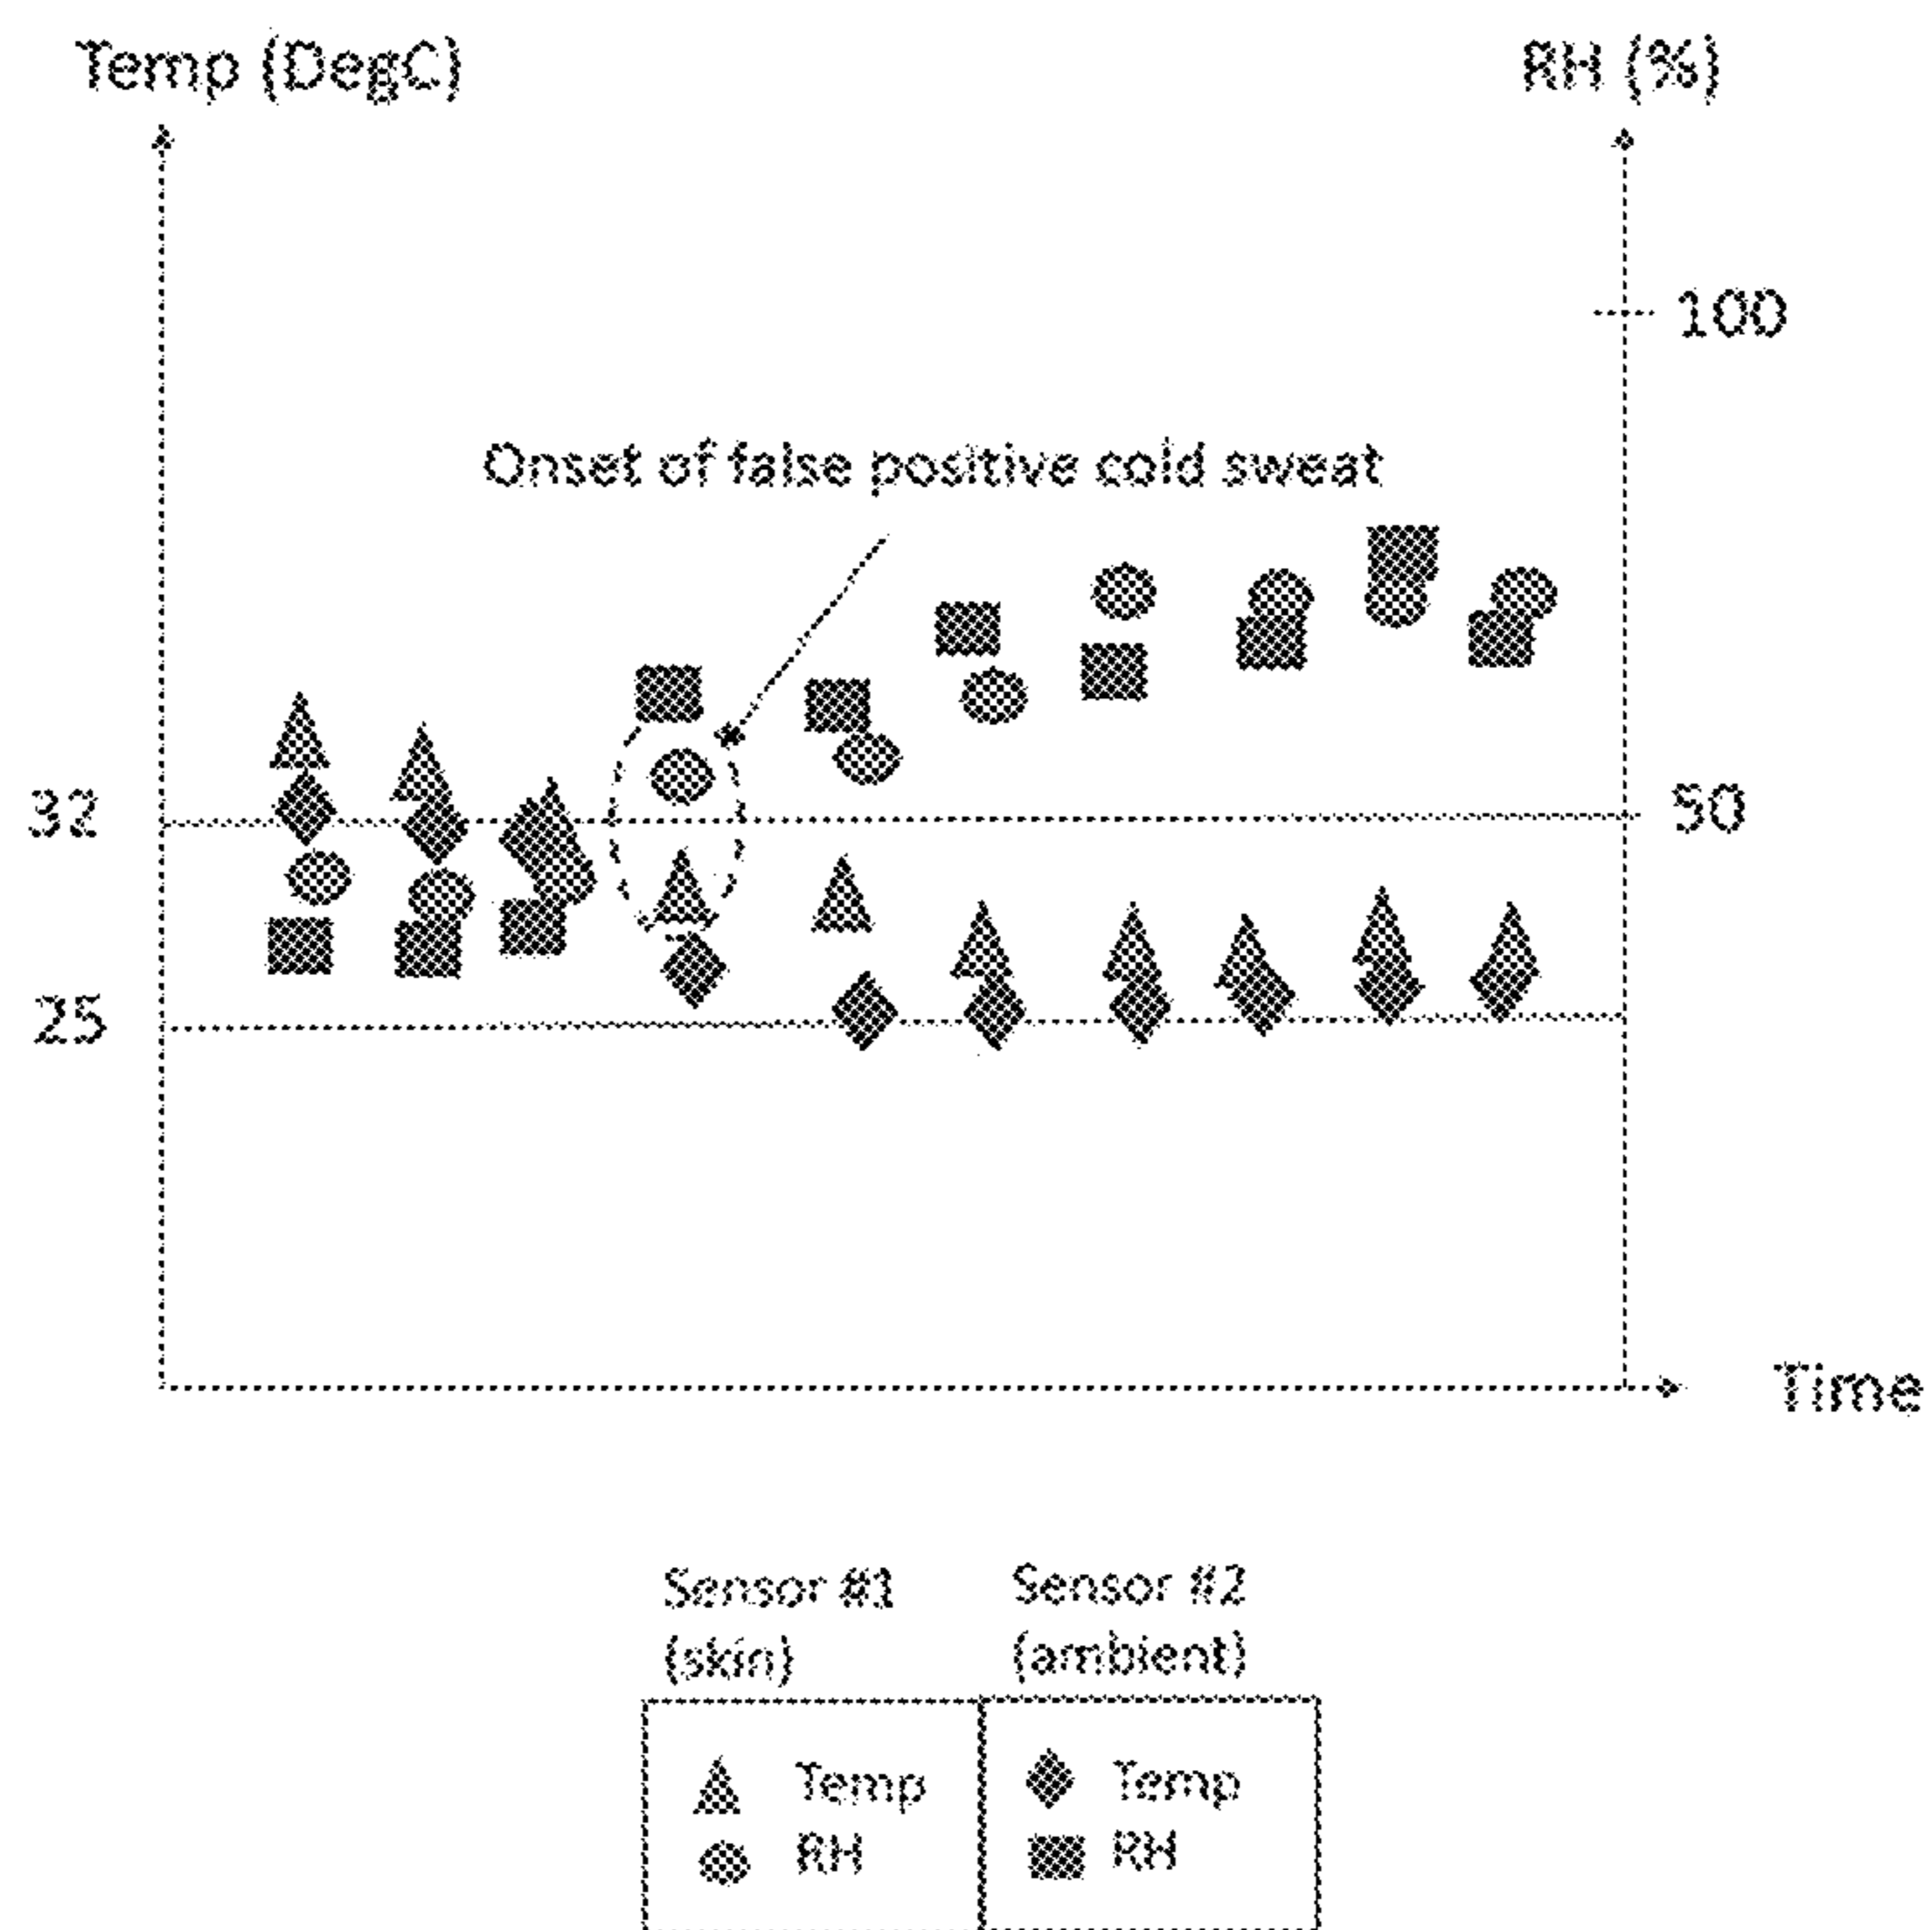 Temp (DegC)
RH (%)
100
Onset of false positive cold sweat
32
50
25
Time
Sensor #1
(skin)
Sensor #2
(ambient)
Temp
RH
Temp
RH